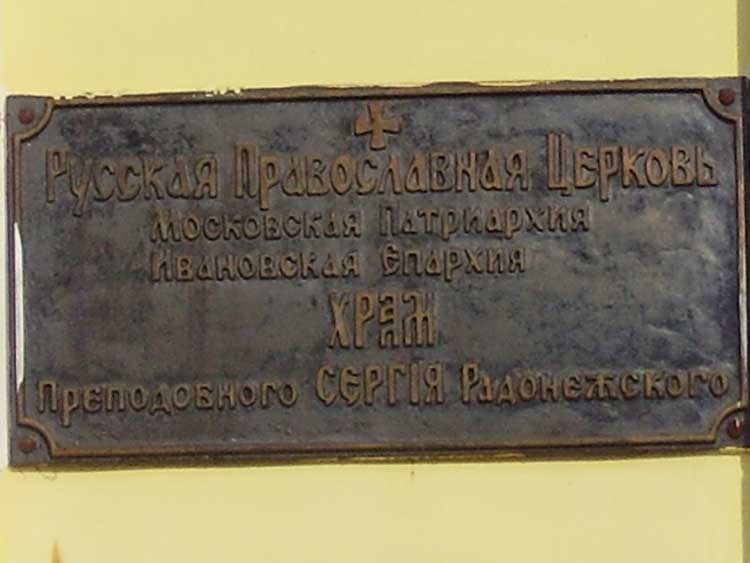 Русская Православная Церковь
Московская Патриархия
Ивановская Епархия
ХРАМ
Преподобного СЕРГІЯ Радонежского